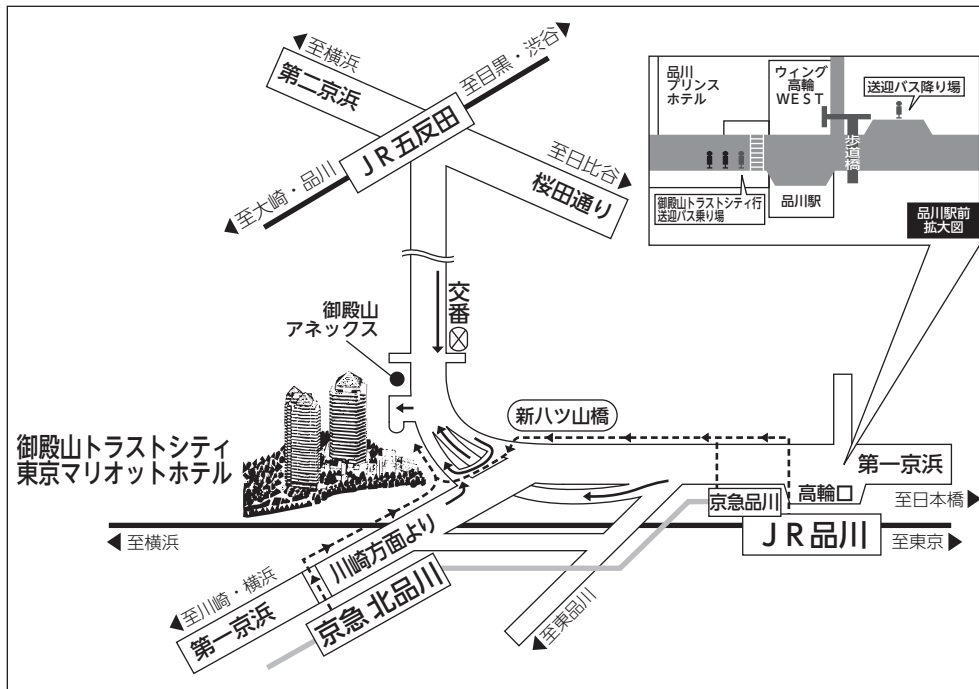 至横浜
第二京浜
至目黒・渋谷
JR五反田
至大崎・品川
至日比谷
桜田通り
品川
プリンス
ホテル
ウィング
高輪
WEST
送迎バス降り場
歩道橋
御殿山トラストシティ行
送迎バス乗り場
品川駅
品川駅前
拡大図
交番
御殿山
アネックス
新八ツ山橋
御殿山トラストシティ
東京マリオットホテル
第一京浜
高輪口
京急品川
至日本橋
JR品川
至横浜
至東京
川崎方面より
至川崎・横浜
京急 北品川
第一京浜
至東品川